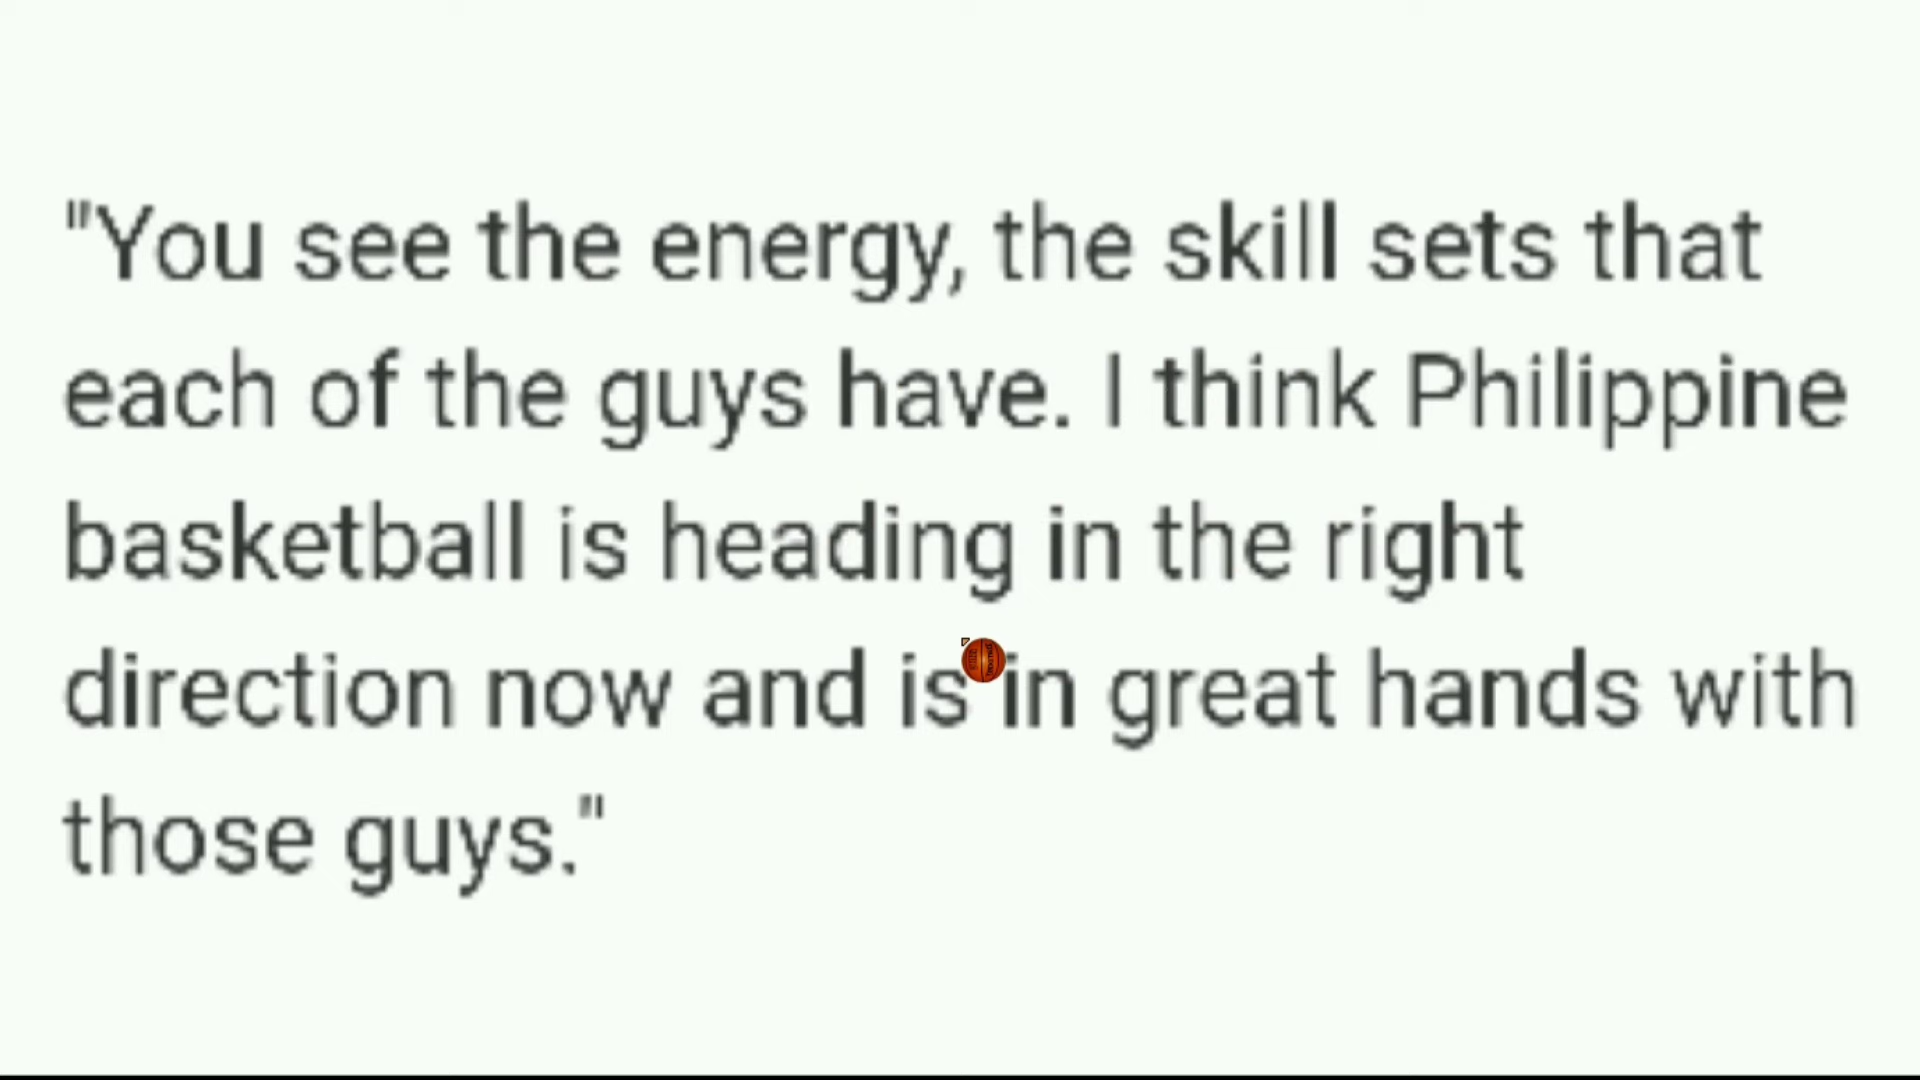 "You see the energy, the skill sets that
each of the guys have. I think Philippine
basketball is heading in the right
direction now and is in great hands with
those guys."